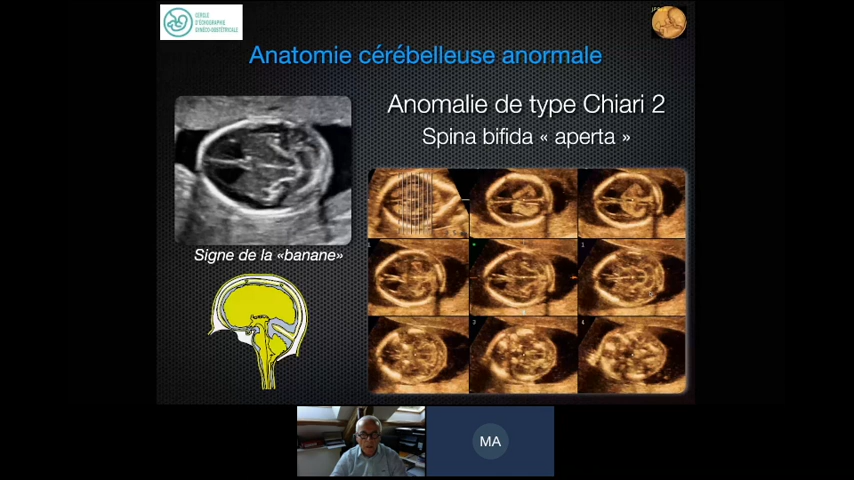 CERCLE
D'ÉCHOGRAPHIE
GYNÉCO-OBSTÉTRICALE
Anatomie cérébelleuse anormale
Anomalie de type Chiari 2
Spina bifida « aperta »
Signe de la «banane»
MA